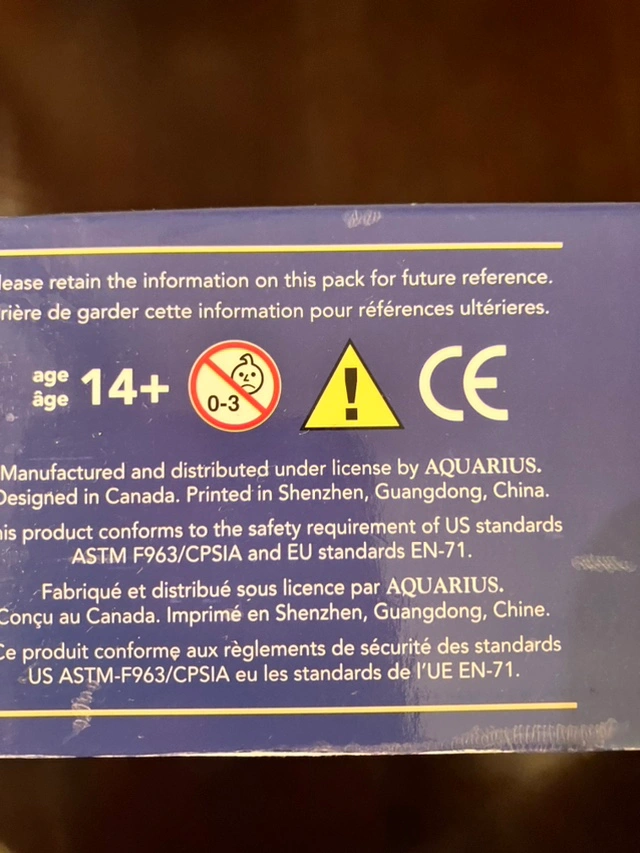 lease retain the information on this pack for future reference.
rière de garder cette information pour références ultérieres.
age
âge 14+
0-3
!
CE
Manufactured and distributed under license by AQUARIUS.
Designed in Canada. Printed in Shenzhen, Guangdong, China.
his product conforms to the safety requirement of US standards
ASTM F963/CPSIA and EU standards EN-71.
Fabriqué et distribué sous licence par AQUARIUS.
Conçu au Canada. Imprimé en Shenzhen, Guangdong, Chine.
Ce produit conforme aux règlements de sécurité des standards
US ASTM-F963/CPSIA eu les standards de l'UE EN-71.